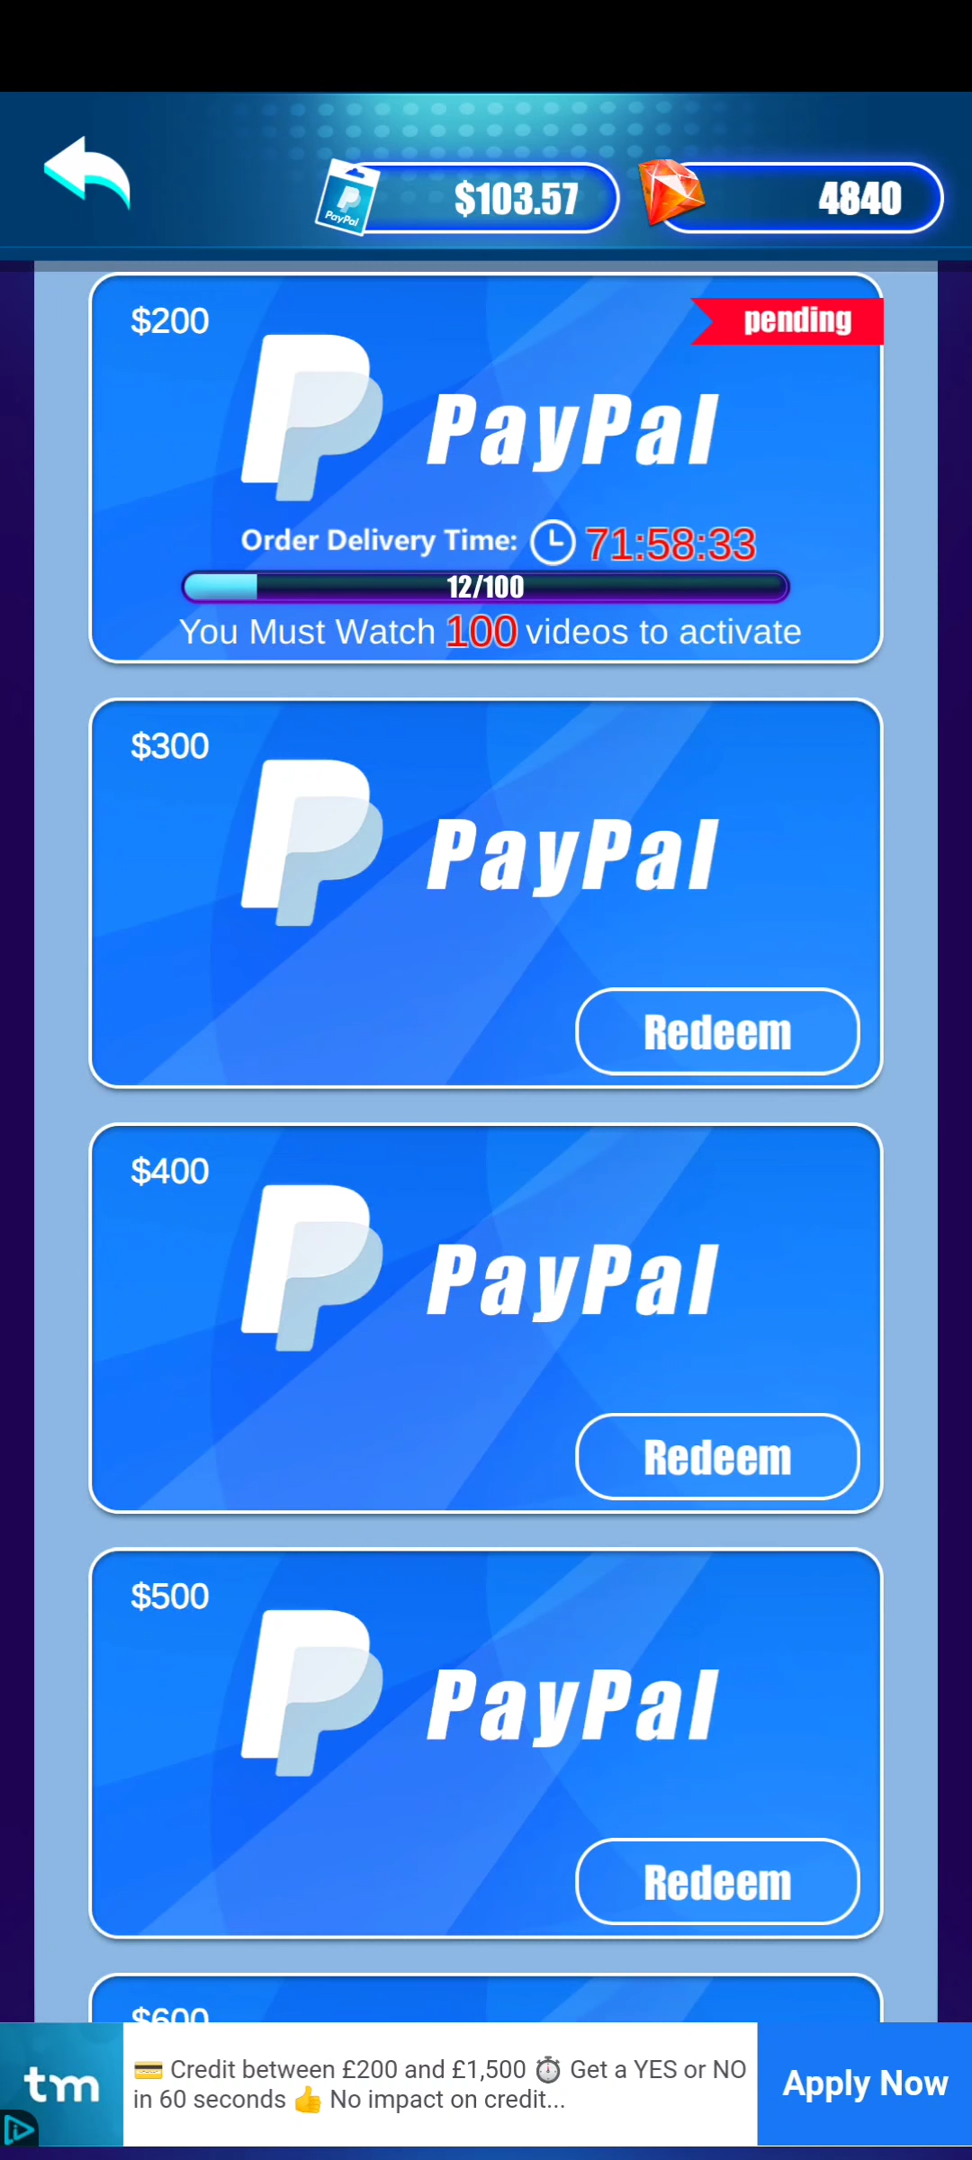 PayPal
$103.57
4840
$200
pending
PayPal
Order Delivery Time: 71:58:33
12/100
You Must Watch 100 videos to activate
$300
PayPal
Redeem
$400
PayPal
Redeem
$500
PayPal
Redeem
$600
tm
💳 Credit between £200 and £1,500 ⏱️ Get a YES or NO
in 60 seconds 👍 No impact on credit...
Apply Now